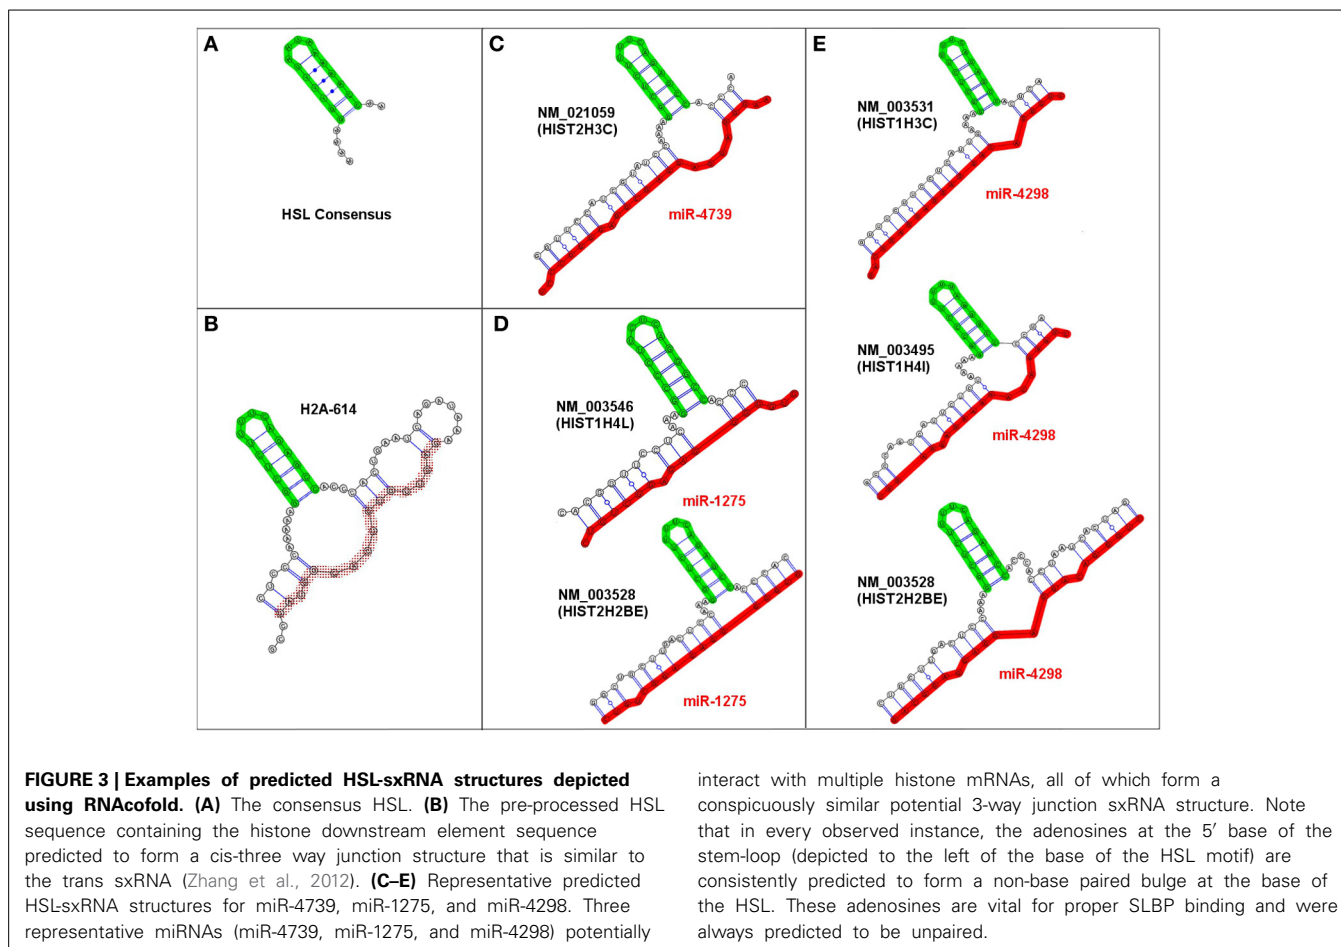 A
HSL Consensus
B
H2A-614
C
NM_021059
(HIST2H3C)
miR-4739
D
NM_003546
(HIST1H4L)
miR-1275
NM_003528
(HIST2H2BE)
miR-1275
E
NM_003531
(HIST1H3C)
miR-4298
NM_003495
(HIST1H4I)
miR-4298
NM_003528
(HIST2H2BE)
miR-4298
FIGURE 3 | Examples of predicted HSL-sxRNA structures depicted
using RNAcofold. (A) The consensus HSL. (B) The pre-processed HSL
sequence containing the histone downstream element sequence
predicted to form a cis-three way junction structure that is similar to
the trans sxRNA (Zhang et al., 2012). (C–E) Representative predicted
HSL-sxRNA structures for miR-4739, miR-1275, and miR-4298. Three
representative miRNAs (miR-4739, miR-1275, and miR-4298) potentially
interact with multiple histone mRNAs, all of which form a
conspicuously similar potential 3-way junction sxRNA structure. Note
that in every observed instance, the adenosines at the 5′ base of the
stem-loop (depicted to the left of the base of the HSL motif) are
consistently predicted to form a non-base paired bulge at the base of
the HSL. These adenosines are vital for proper SLBP binding and were
always predicted to be unpaired.